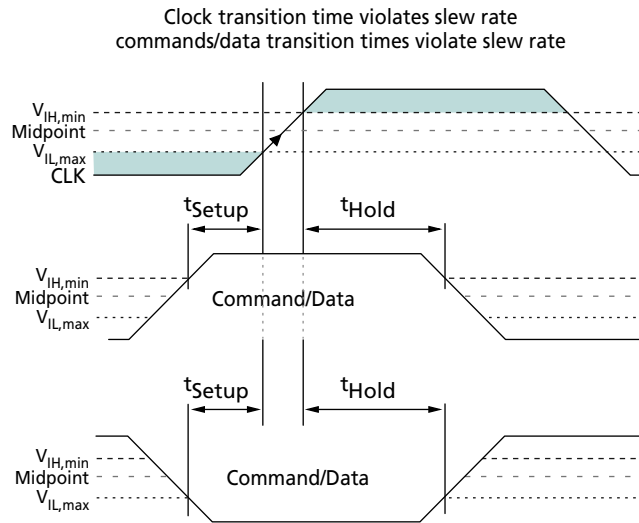 Clock transition time violates slew rate
commands/data transition times violate slew rate
VIH,min
Midpoint
VIL,max
CLK
tSetup tHold
VIH,min
Midpoint
VIL,max
Command/Data
tSetup tHold
VIH,min
Midpoint
VIL,max
Command/Data